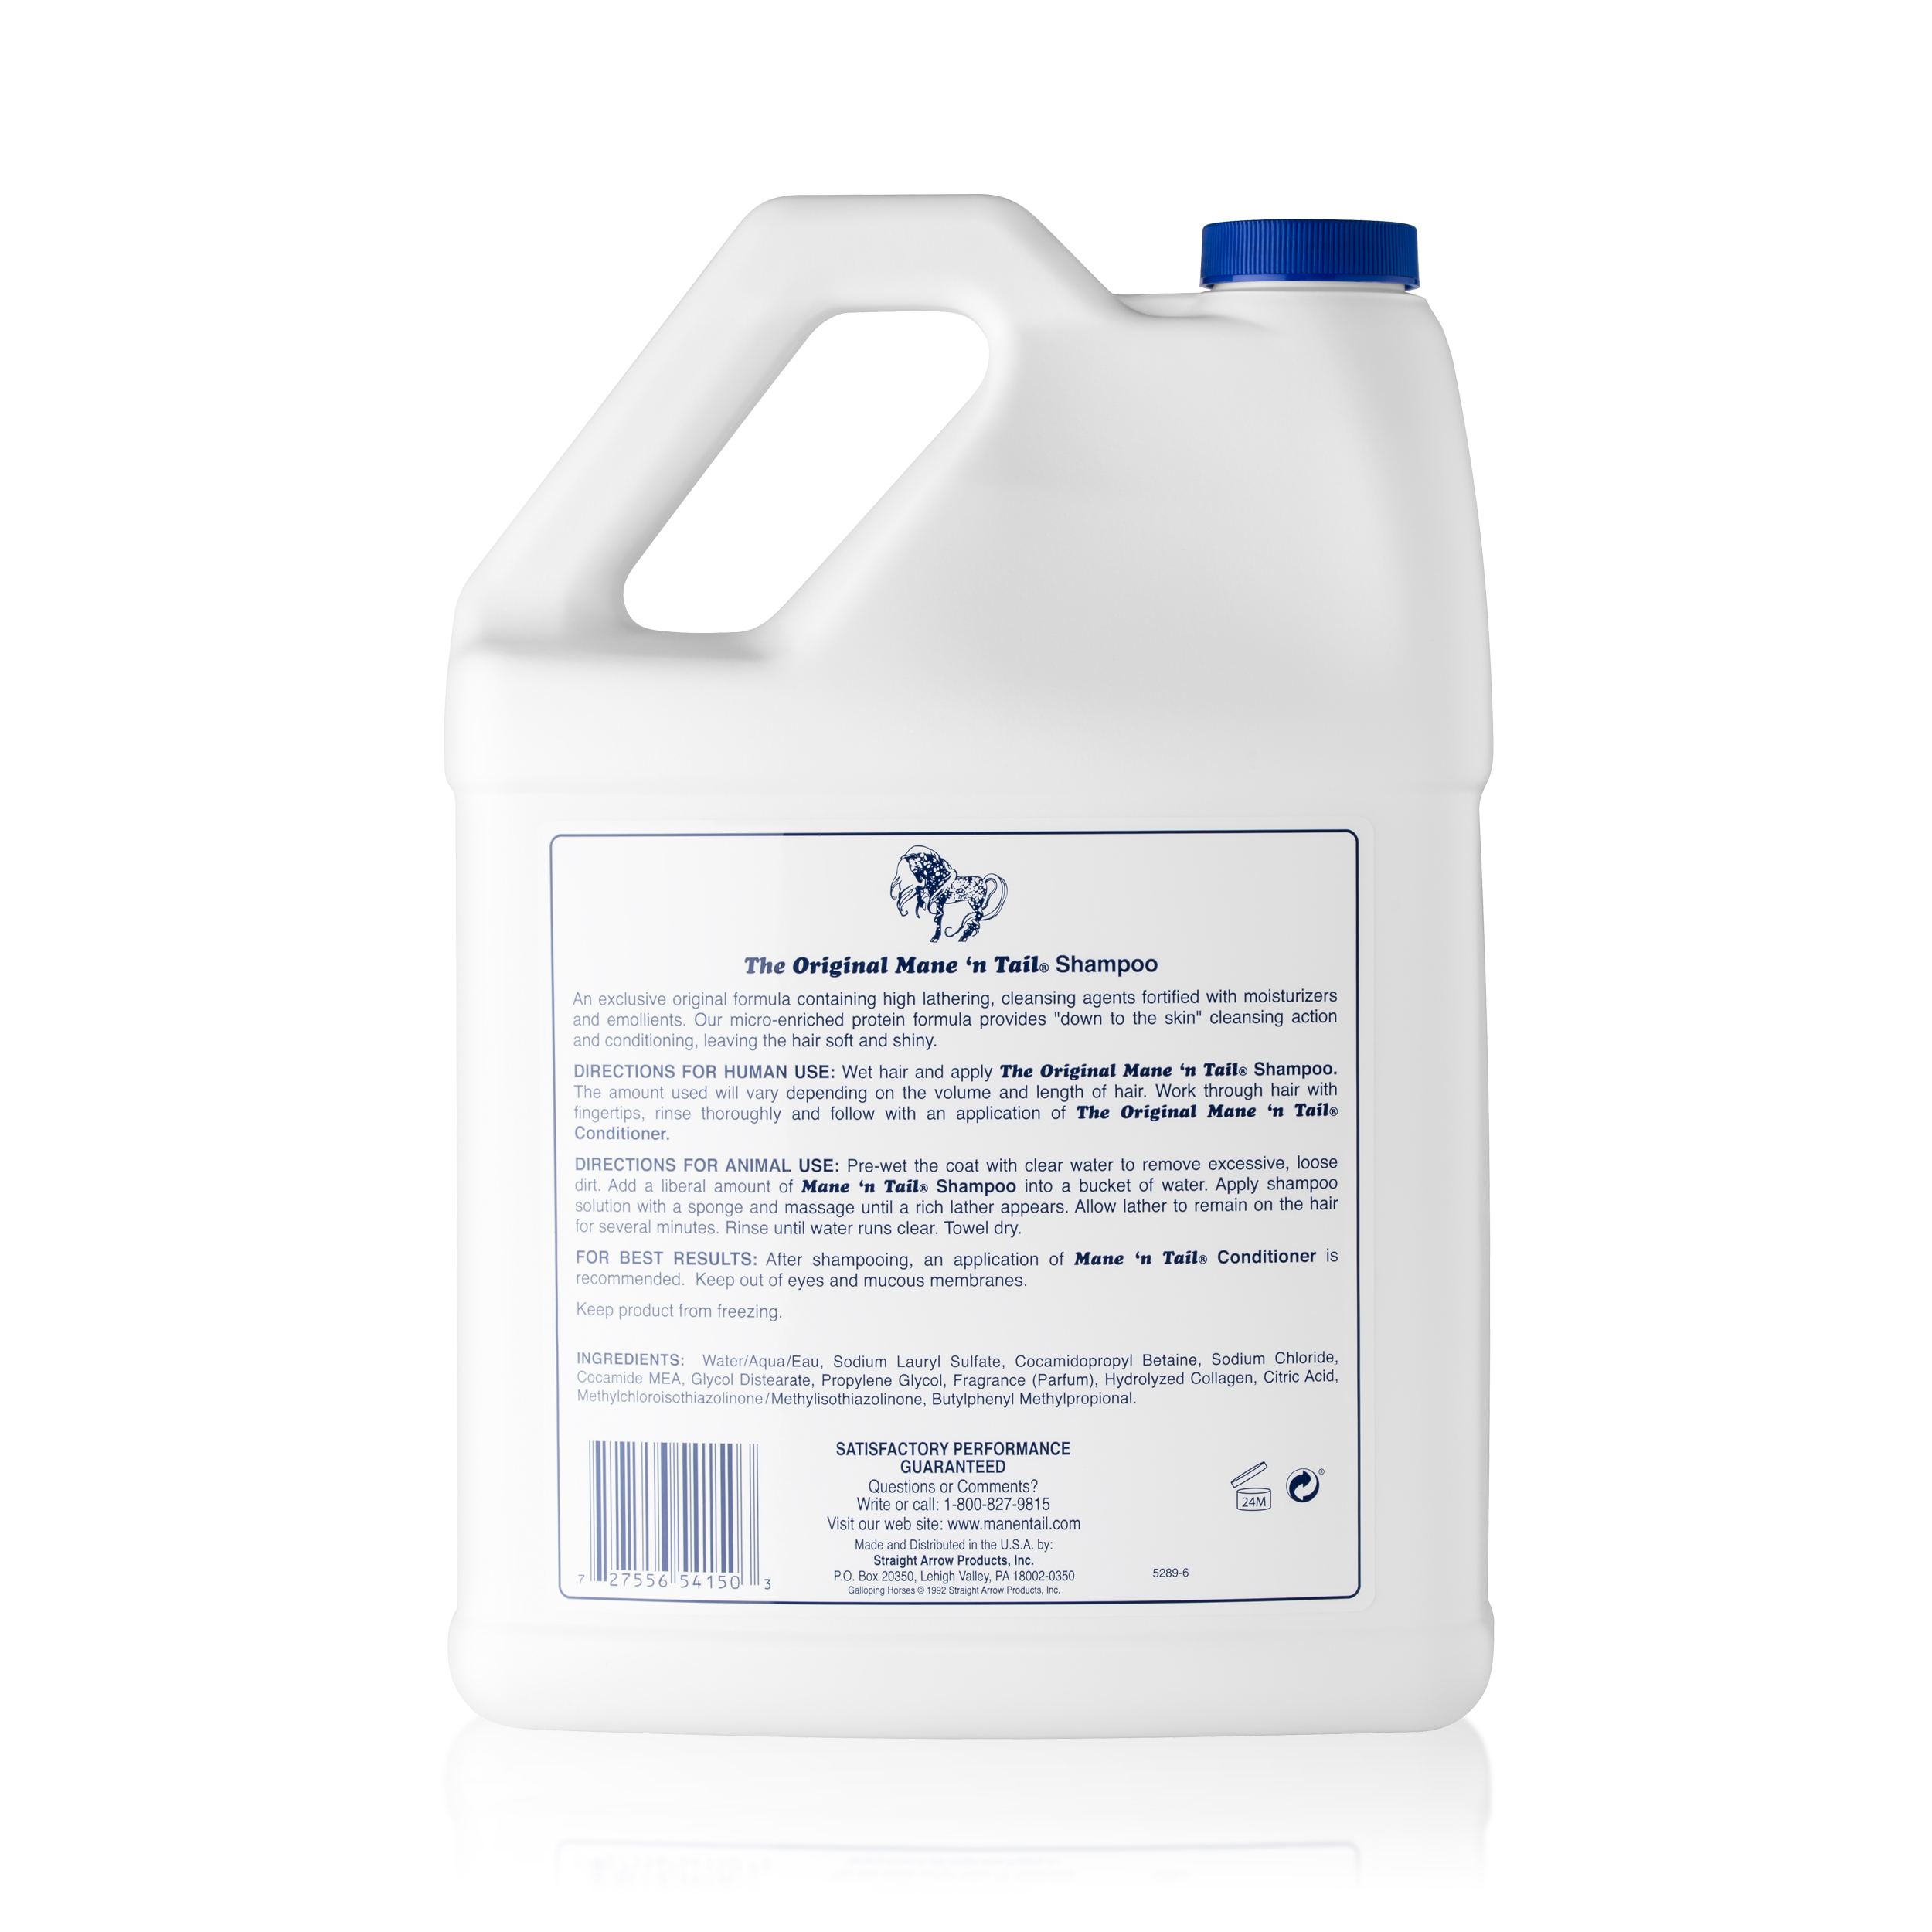 The Original Mane ‘n Tail® Shampoo
An exclusive original formula containing high lathering, cleansing agents fortified with moisturizers
and emollients. Our micro-enriched protein formula provides "down to the skin" cleansing action
and conditioning, leaving the hair soft and shiny.
DIRECTIONS FOR HUMAN USE: Wet hair and apply The Original Mane ‘n Tail® Shampoo.
The amount used will vary depending on the volume and length of hair. Work through hair with
fingertips, rinse thoroughly and follow with an application of The Original Mane ‘n Tail®
Conditioner.
DIRECTIONS FOR ANIMAL USE: Pre-wet the coat with clear water to remove excessive, loose
dirt. Add a liberal amount of Mane ‘n Tail® Shampoo into a bucket of water. Apply shampoo
solution with a sponge and massage until a rich lather appears. Allow lather to remain on the hair
for several minutes. Rinse until water runs clear. Towel dry.
FOR BEST RESULTS: After shampooing, an application of Mane ‘n Tail® Conditioner is
recommended. Keep out of eyes and mucous membranes.
Keep product from freezing.
INGREDIENTS: Water/Aqua/Eau, Sodium Lauryl Sulfate, Cocamidopropyl Betaine, Sodium Chloride,
Cocamide MEA, Glycol Distearate, Propylene Glycol, Fragrance (Parfum), Hydrolyzed Collagen, Citric Acid,
Methylchloroisothiazolinone/Methylisothiazolinone, Butylphenyl Methylpropional.
7 27556 54150 3
SATISFACTORY PERFORMANCE
GUARANTEED
Questions or Comments?
Write or call: 1-800-827-9815
Visit our web site: www.manentail.com
Made and Distributed in the U.S.A. by:
Straight Arrow Products, Inc.
P.O. Box 20350, Lehigh Valley, PA 18002-0350
Galloping Horses © 1992 Straight Arrow Products, Inc.
5289-6
24M
®